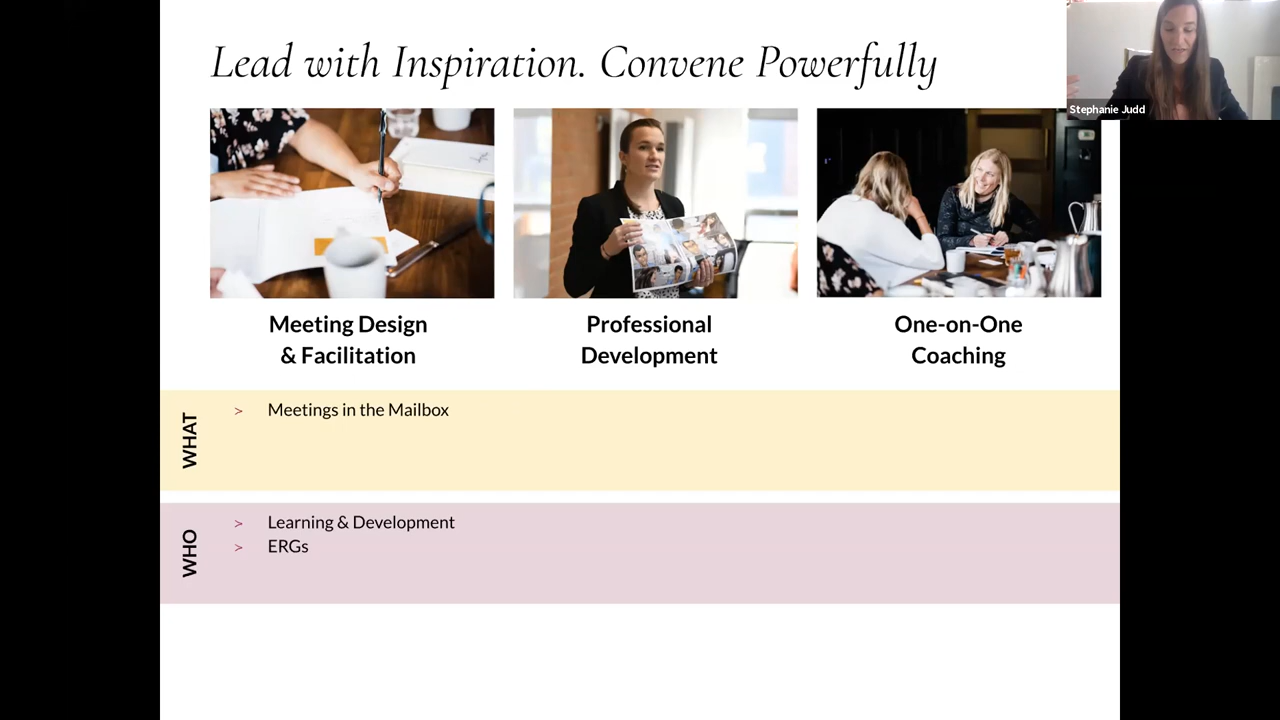 Lead with Inspiration. Convene Powerfully
Stephanie Judd
Meeting Design
& Facilitation
Professional
Development
One-on-One
Coaching
WHAT
> Meetings in the Mailbox
WHO
> Learning & Development
> ERGs